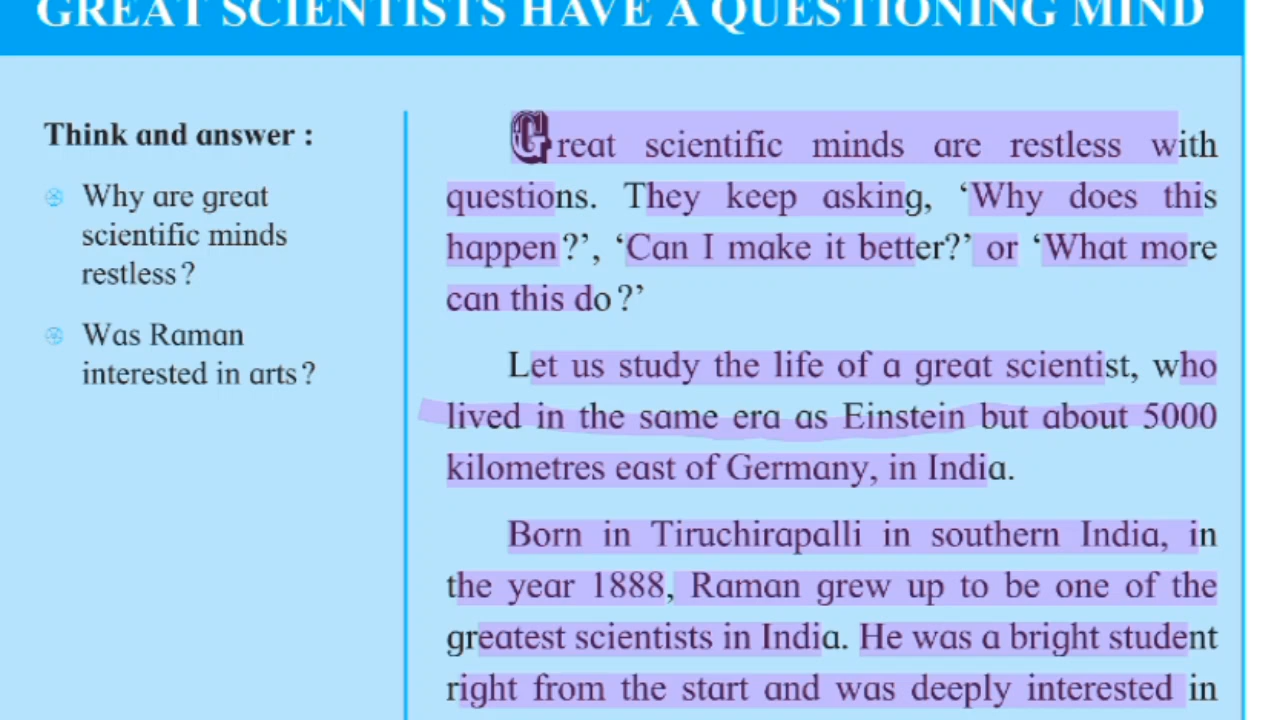 GREAT SCIENTISTS HAVE A QUESTIONING MIND
Think and answer :
Why are great
scientific minds
restless ?
Was Raman
interested in arts ?
Great scientific minds are restless with
questions. They keep asking, ‘Why does this
happen ?’, ‘Can I make it better?’ or ‘What more
can this do ?’
Let us study the life of a great scientist, who
lived in the same era as Einstein but about 5000
kilometres east of Germany, in India.
Born in Tiruchirapalli in southern India, in
the year 1888, Raman grew up to be one of the
greatest scientists in India. He was a bright student
right from the start and was deeply interested in